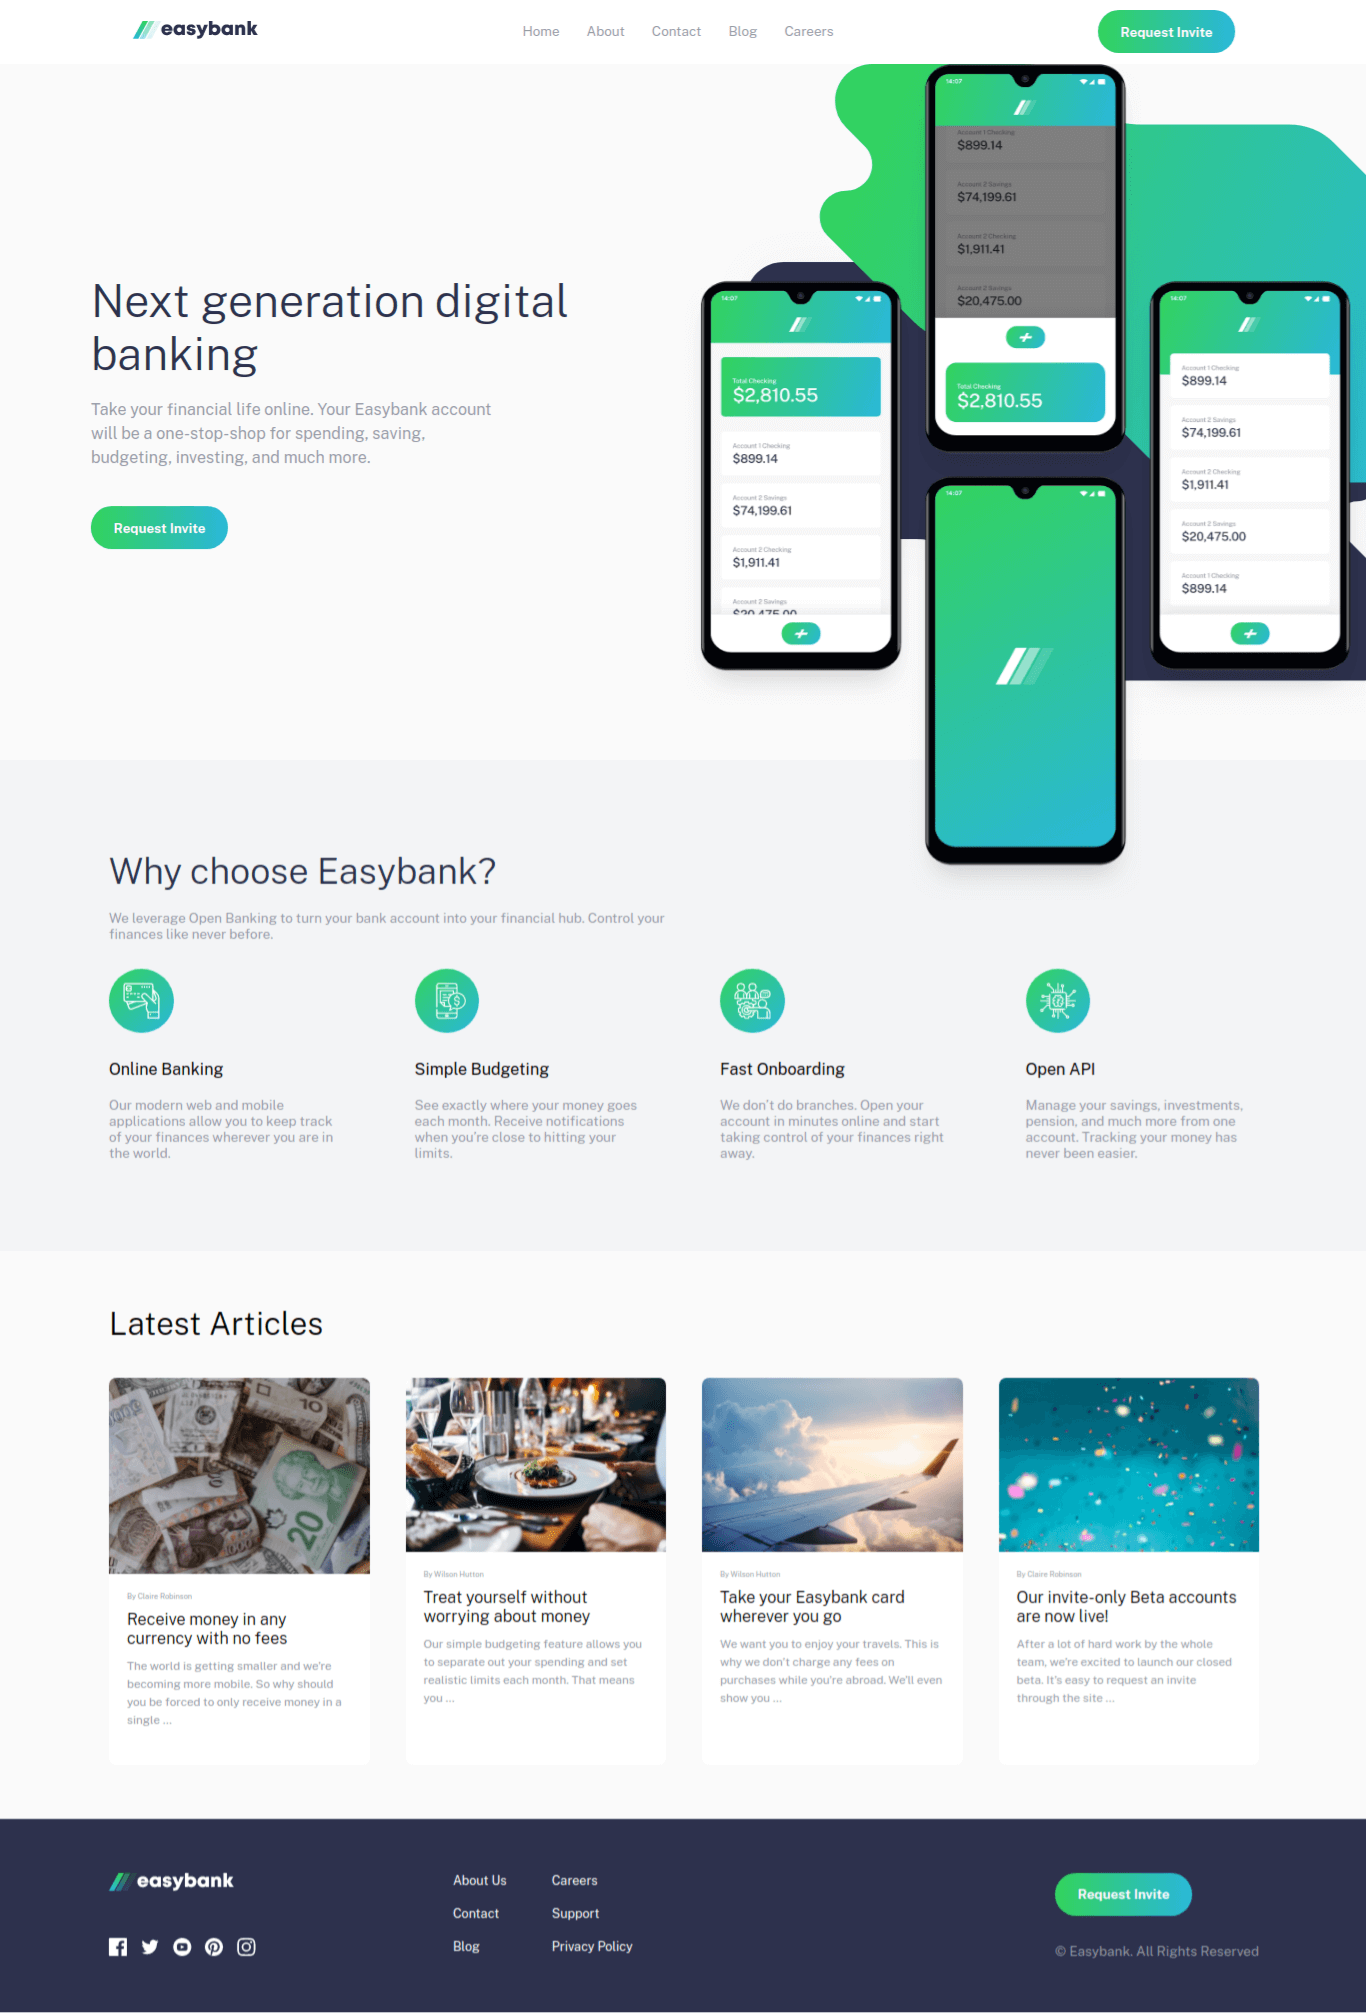 easybank
Home About Contact Blog Careers
Request Invite
Next generation digital
banking
Take your financial life online. Your Easybank account
will be a one-stop-shop for spending, saving,
budgeting, investing, and much more.
Request Invite
14:07
Total Checking
$2,810.55
Account 1 Checking
$899.14
Account 2 Savings
$74,199.61
Account 2 Checking
$1,911.41
Account 2 Savings
$20,475.00
14:07
Account 1 Checking
$899.14
Account 2 Savings
$74,199.61
Account 2 Checking
$1,911.41
Account 2 Savings
$20,475.00
Total Checking
$2,810.55
14:07
14:07
Account 1 Checking
$899.14
Account 2 Savings
$74,199.61
Account 2 Checking
$1,911.41
Account 2 Savings
$20,475.00
Account 1 Checking
$899.14
Why choose Easybank?
We leverage Open Banking to turn your bank account into your financial hub. Control your
finances like never before.
Online Banking
Our modern web and mobile
applications allow you to keep track
of your finances wherever you are in
the world.
Simple Budgeting
See exactly where your money goes
each month. Receive notifications
when you're close to hitting your
limits.
Fast Onboarding
We don't do branches. Open your
account in minutes online and start
taking control of your finances right
away.
Open API
Manage your savings, investments,
pension, and much more from one
account. Tracking your money has
never been easier.
Latest Articles
10
20
By Claire Robinson
Receive money in any
currency with no fees
The world is getting smaller and we're
becoming more mobile. So why should
you be forced to only receive money in a
single ...
By Wilson Hutton
Treat yourself without
worrying about money
Our simple budgeting feature allows you
to separate out your spending and set
realistic limits each month. That means
you ...
By Wilson Hutton
Take your Easybank card
wherever you go
We want you to enjoy your travels. This is
why we don't charge any fees on
purchases while you're abroad. We'll even
show you ...
By Claire Robinson
Our invite-only Beta accounts
are now live!
After a lot of hard work by the whole
team, we're excited to launch our closed
beta. It's easy to request an invite
through the site ...
easybank
About Us
Contact
Blog
Careers
Support
Privacy Policy
Request Invite
© Easybank. All Rights Reserved